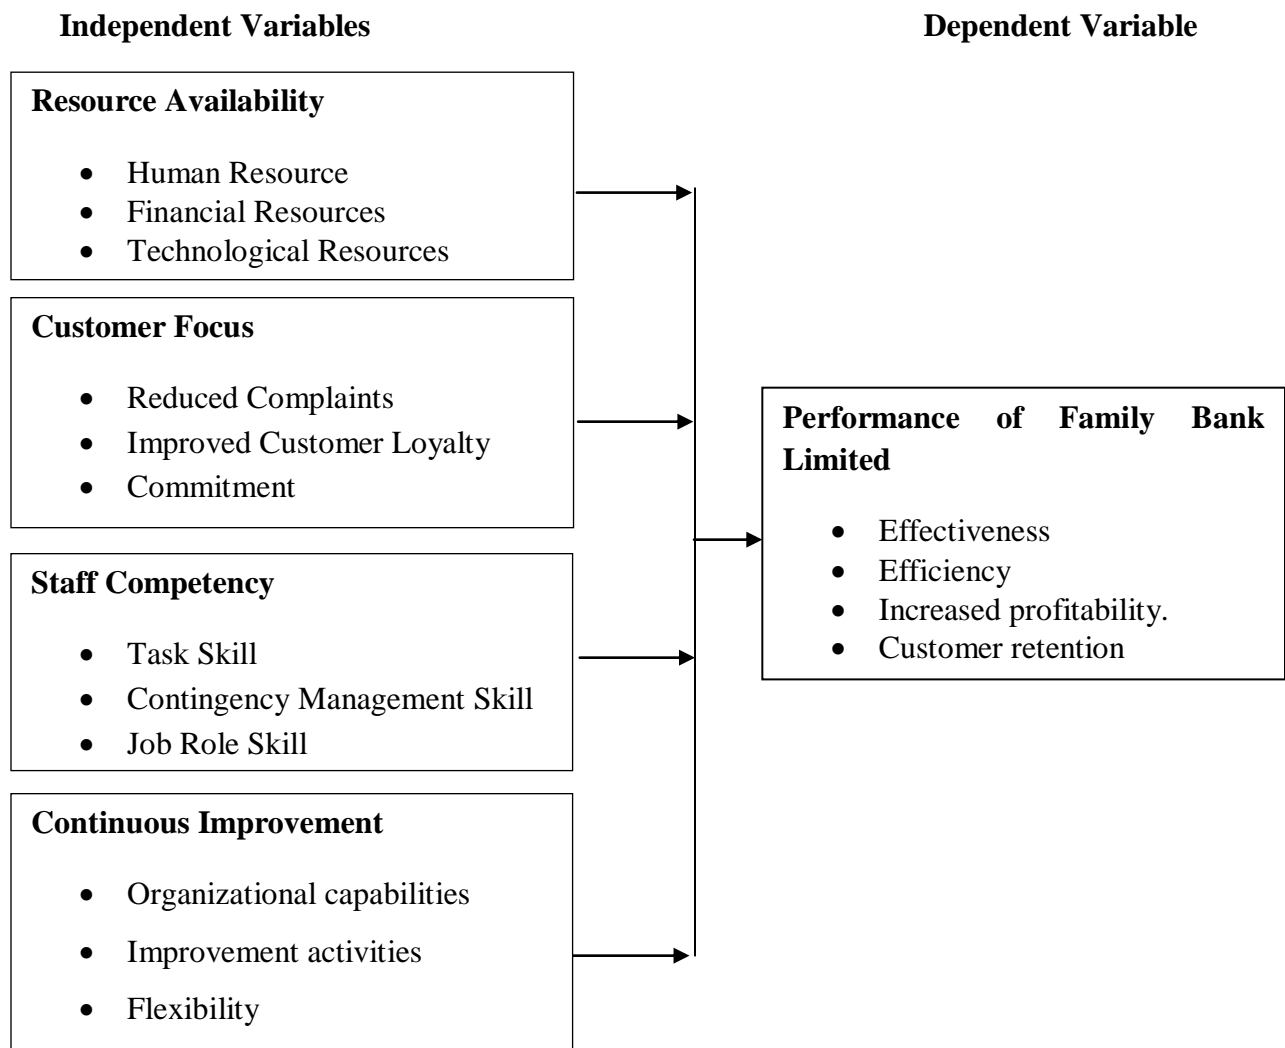 Independent Variables
Dependent Variable
Resource Availability
• Human Resource
• Financial Resources
• Technological Resources
Customer Focus
• Reduced Complaints
• Improved Customer Loyalty
• Commitment
Staff Competency
• Task Skill
• Contingency Management Skill
• Job Role Skill
Continuous Improvement
• Organizational capabilities
• Improvement activities
• Flexibility
Performance of Family Bank
Limited
• Effectiveness
• Efficiency
• Increased profitability.
• Customer retention